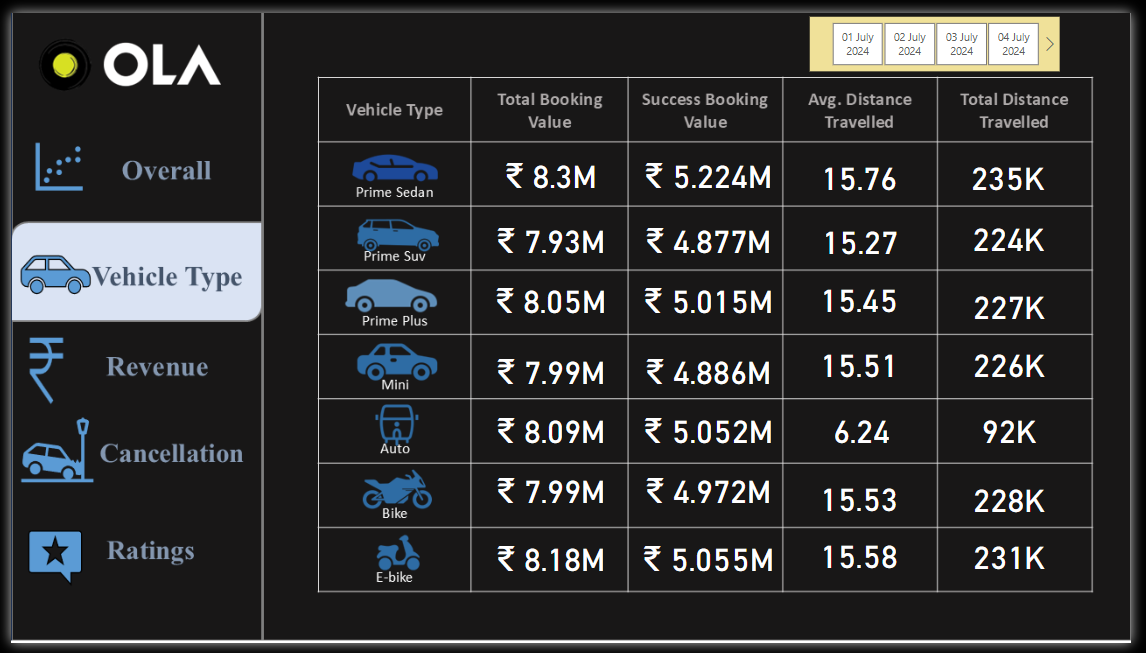 OLA
01 July
2024
02 July
2024
03 July
2024
04 July
2024
Overall
Vehicle Type
Revenue
Cancellation
Ratings
Vehicle Type
Total Booking
Value
Success Booking
Value
Avg. Distance
Travelled
Total Distance
Travelled
Prime Sedan
₹ 8.3M
₹ 5.224M
15.76
235K
Prime Suv
₹ 7.93M
₹ 4.877M
15.27
224K
Prime Plus
₹ 8.05M
₹ 5.015M
15.45
227K
Mini
₹ 7.99M
₹ 4.886M
15.51
226K
Auto
₹ 8.09M
₹ 5.052M
6.24
92K
Bike
₹ 7.99M
₹ 4.972M
15.53
228K
E-bike
₹ 8.18M
₹ 5.055M
15.58
231K